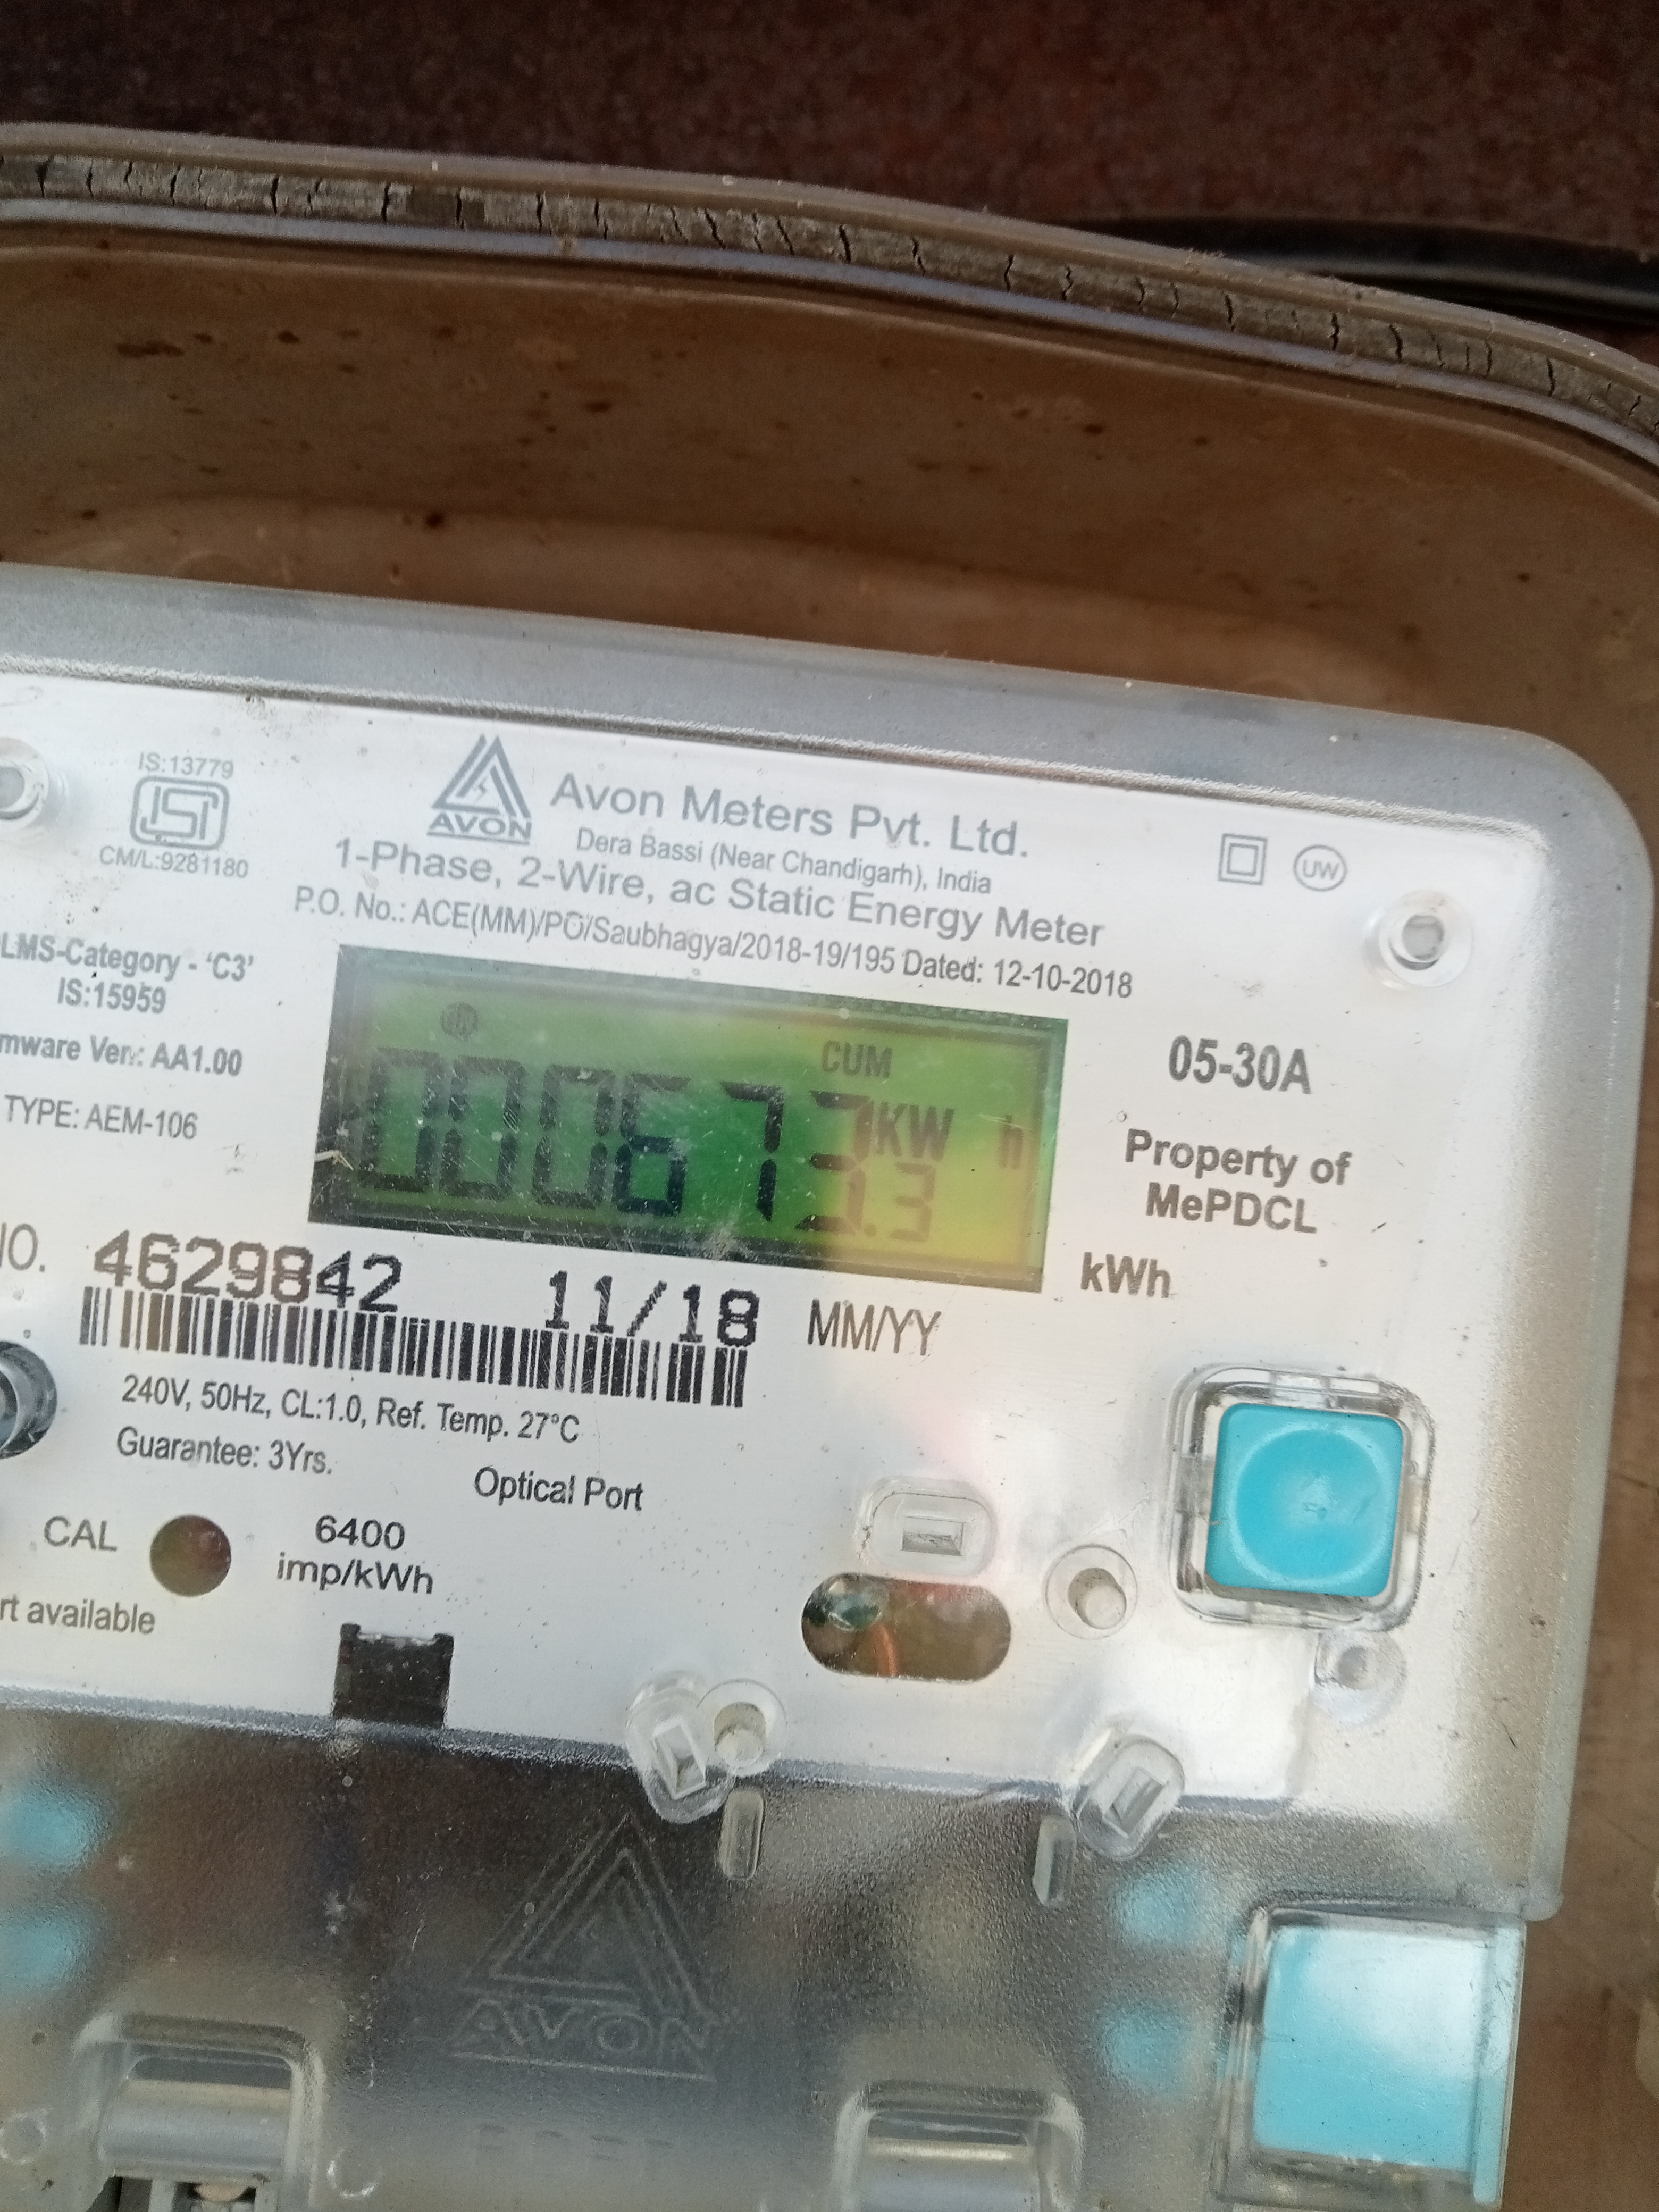 IS:13779
ISI
CM/L:9281180
AVON
Avon Meters Pvt. Ltd.
Dera Bassi (Near Chandigarh), India
1-Phase, 2-Wire, ac Static Energy Meter
P.O. No.: ACE(MM)/PO/Saubhagya/2018-19/195 Dated: 12-10-2018
UW
LMS-Category - 'C3'
IS:15959
mware Ver.: AA1.00
TYPE: AEM-106
CUM
000673.3 KW h
05-30A
Property of
MePDCL
kWh
NO. 4629842 11/18 MM/YY
240V, 50Hz, CL:1.0, Ref. Temp. 27°C
Guarantee: 3Yrs.
Optical Port
CAL
6400
imp/kWh
rt available
AVON